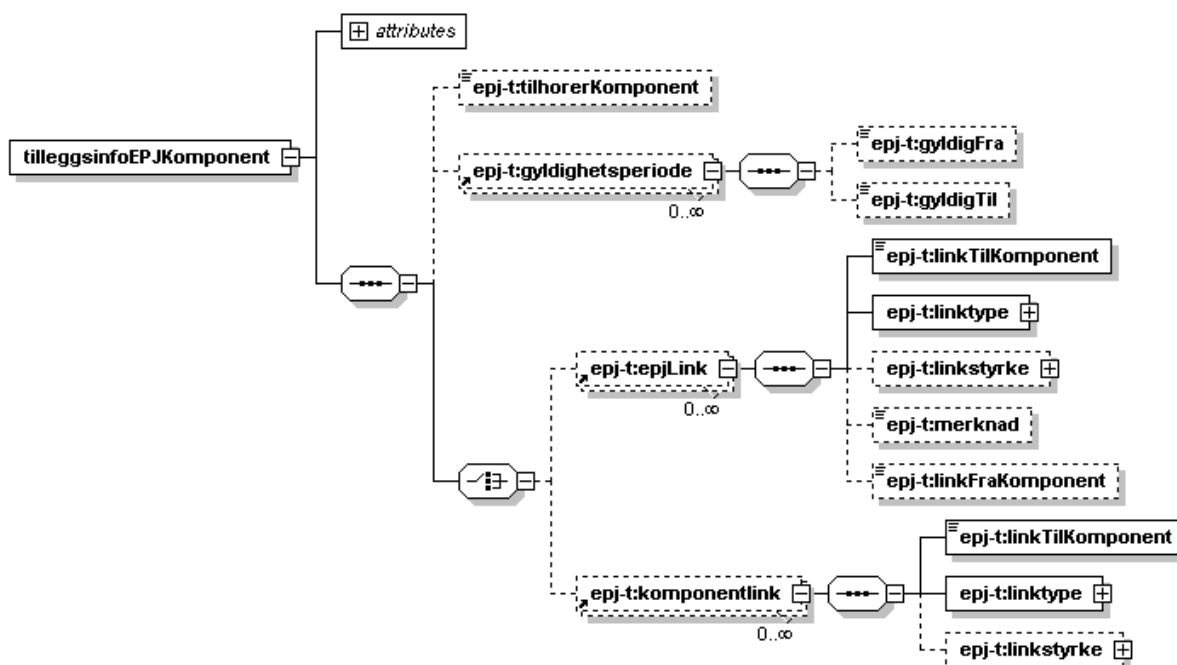 attributes
epj-t:tilhorerKomponent
tilleggsinfoEPJKomponent
epj-t:gyldighetsperiode
0..∞
epj-t:gyldigFra
epj-t:gyldigTil
epj-t:epjLink
0..∞
epj-t:linkTilKomponent
epj-t:linktype
epj-t:linkstyrke
epj-t:merknad
epj-t:linkFraKomponent
epj-t:komponentlink
0..∞
epj-t:linkTilKomponent
epj-t:linktype
epj-t:linkstyrke